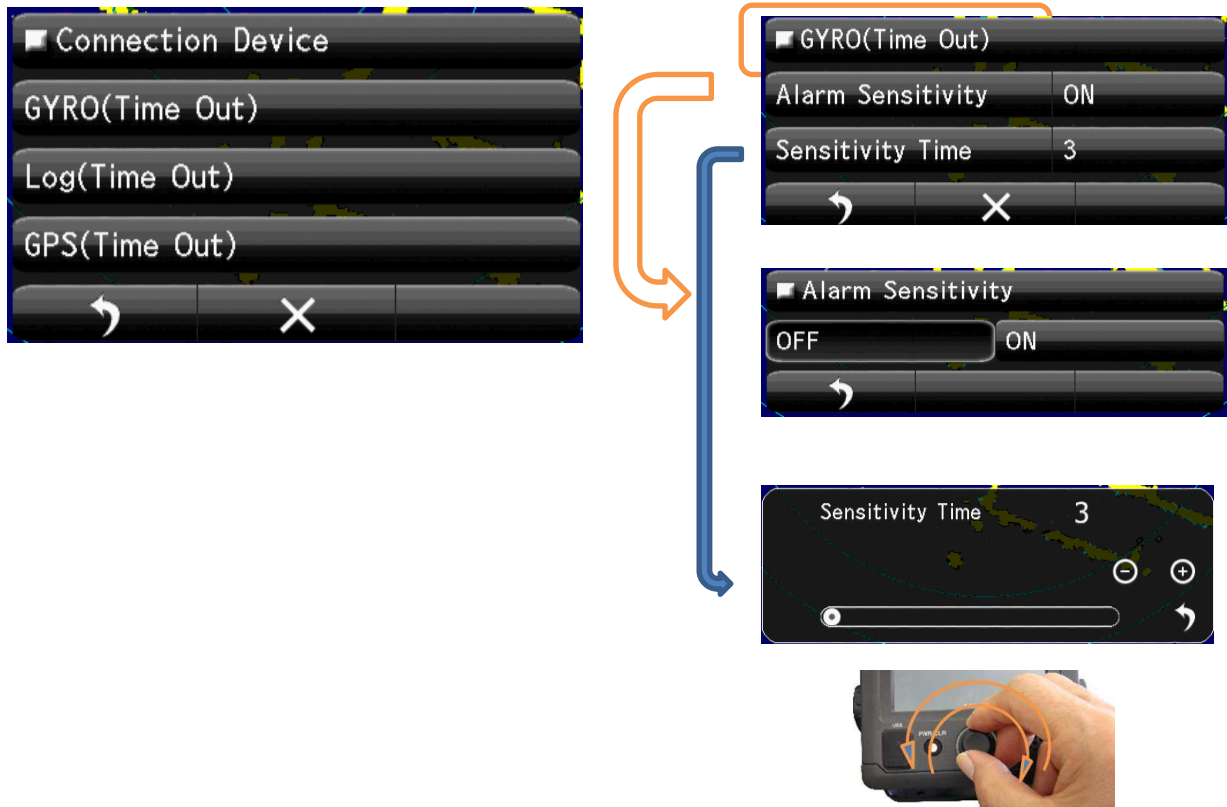 Connection Device
GYRO(Time Out)
Log(Time Out)
GPS(Time Out)
GYRO(Time Out)
Alarm Sensitivity ON
Sensitivity Time 3
Alarm Sensitivity
OFF ON
Sensitivity Time 3
USB
PWR/CLR